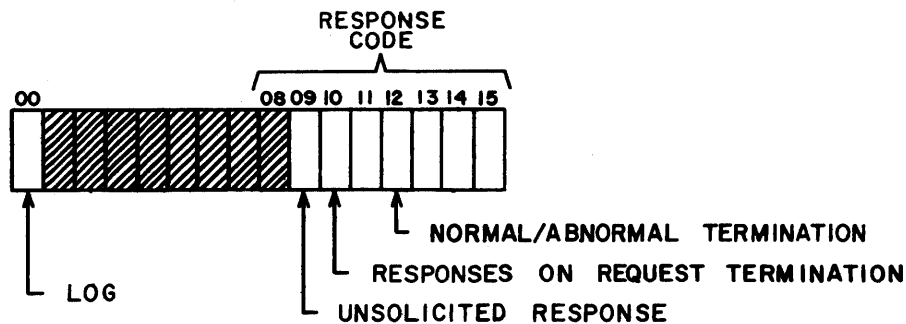 RESPONSE
CODE
00 08 09 10 11 12 13 14 15
NORMAL/ABNORMAL TERMINATION
RESPONSES ON REQUEST TERMINATION
LOG
UNSOLICITED RESPONSE